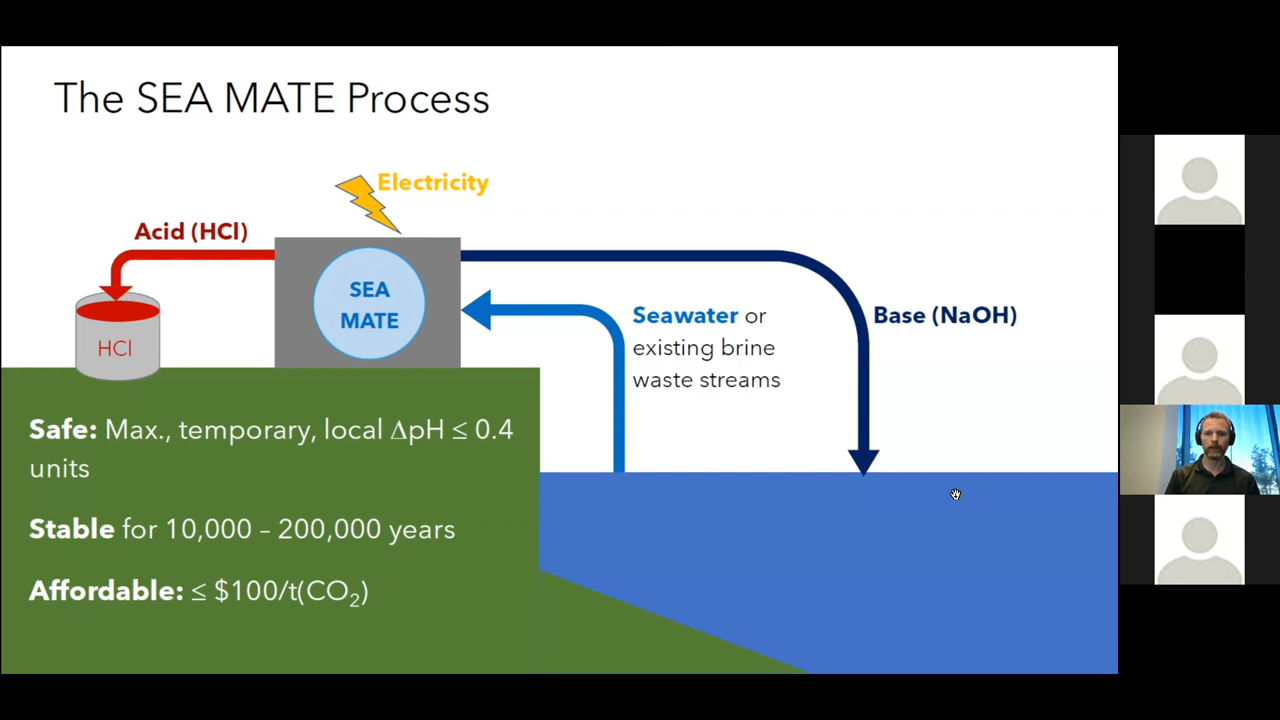 The SEA MATE Process
Electricity
Acid (HCl)
SEA
MATE
HCl
Seawater or
existing brine
waste streams
Base (NaOH)
Safe: Max., temporary, local ΔpH ≤ 0.4
units
Stable for 10,000 – 200,000 years
Affordable: ≤ $100/t(CO₂)